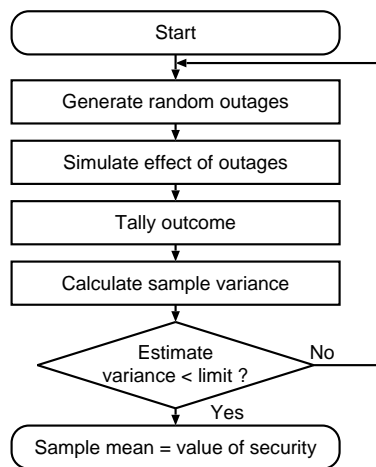 Start
Generate random outages
Simulate effect of outages
Tally outcome
Calculate sample variance
Estimate
variance < limit ?
No
Yes
Sample mean = value of security